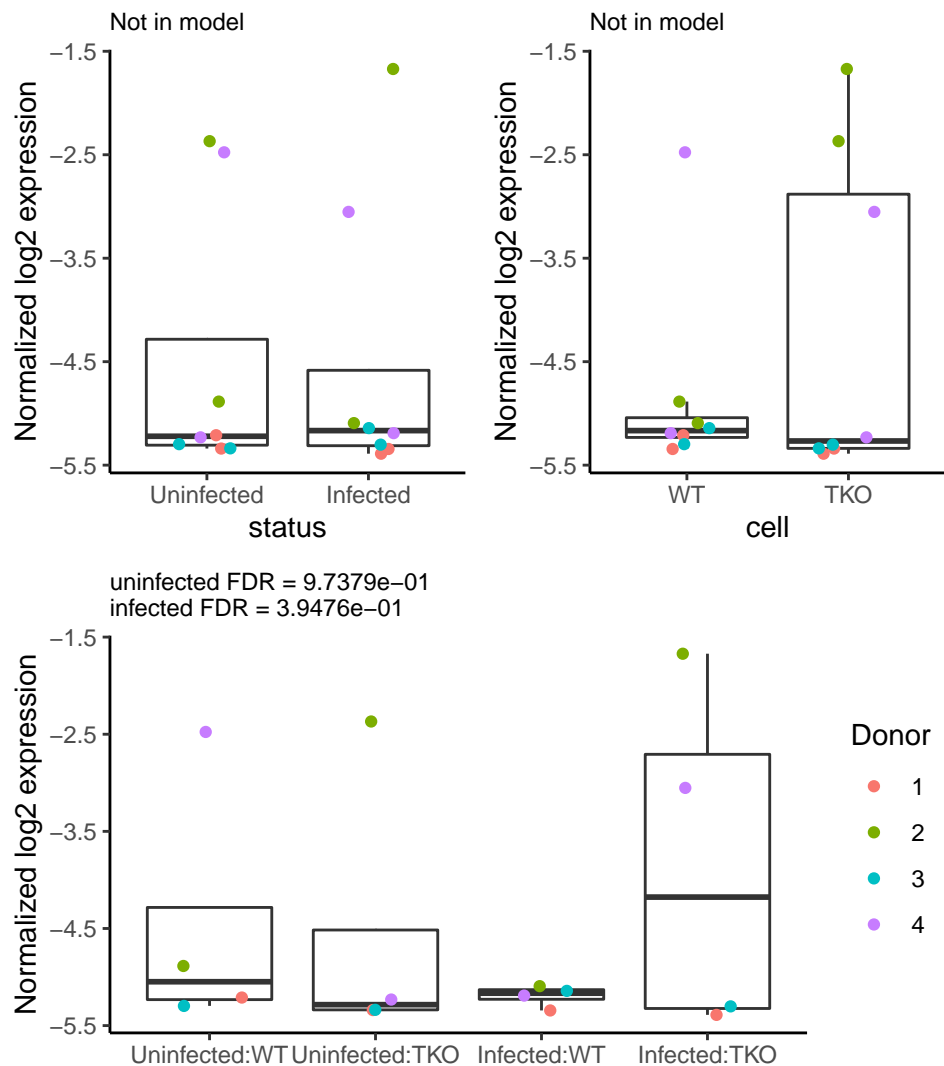 Not in model
Normalized log2 expression
−1.5
−2.5
−3.5
−4.5
−5.5
Uninfected
Infected
status
Not in model
Normalized log2 expression
−1.5
−2.5
−3.5
−4.5
−5.5
WT
TKO
cell
uninfected FDR = 9.7379e−01
infected FDR = 3.9476e−01
Normalized log2 expression
−1.5
−2.5
−3.5
−4.5
−5.5
Uninfected:WT
Uninfected:TKO
Infected:WT
Infected:TKO
Donor
1
2
3
4